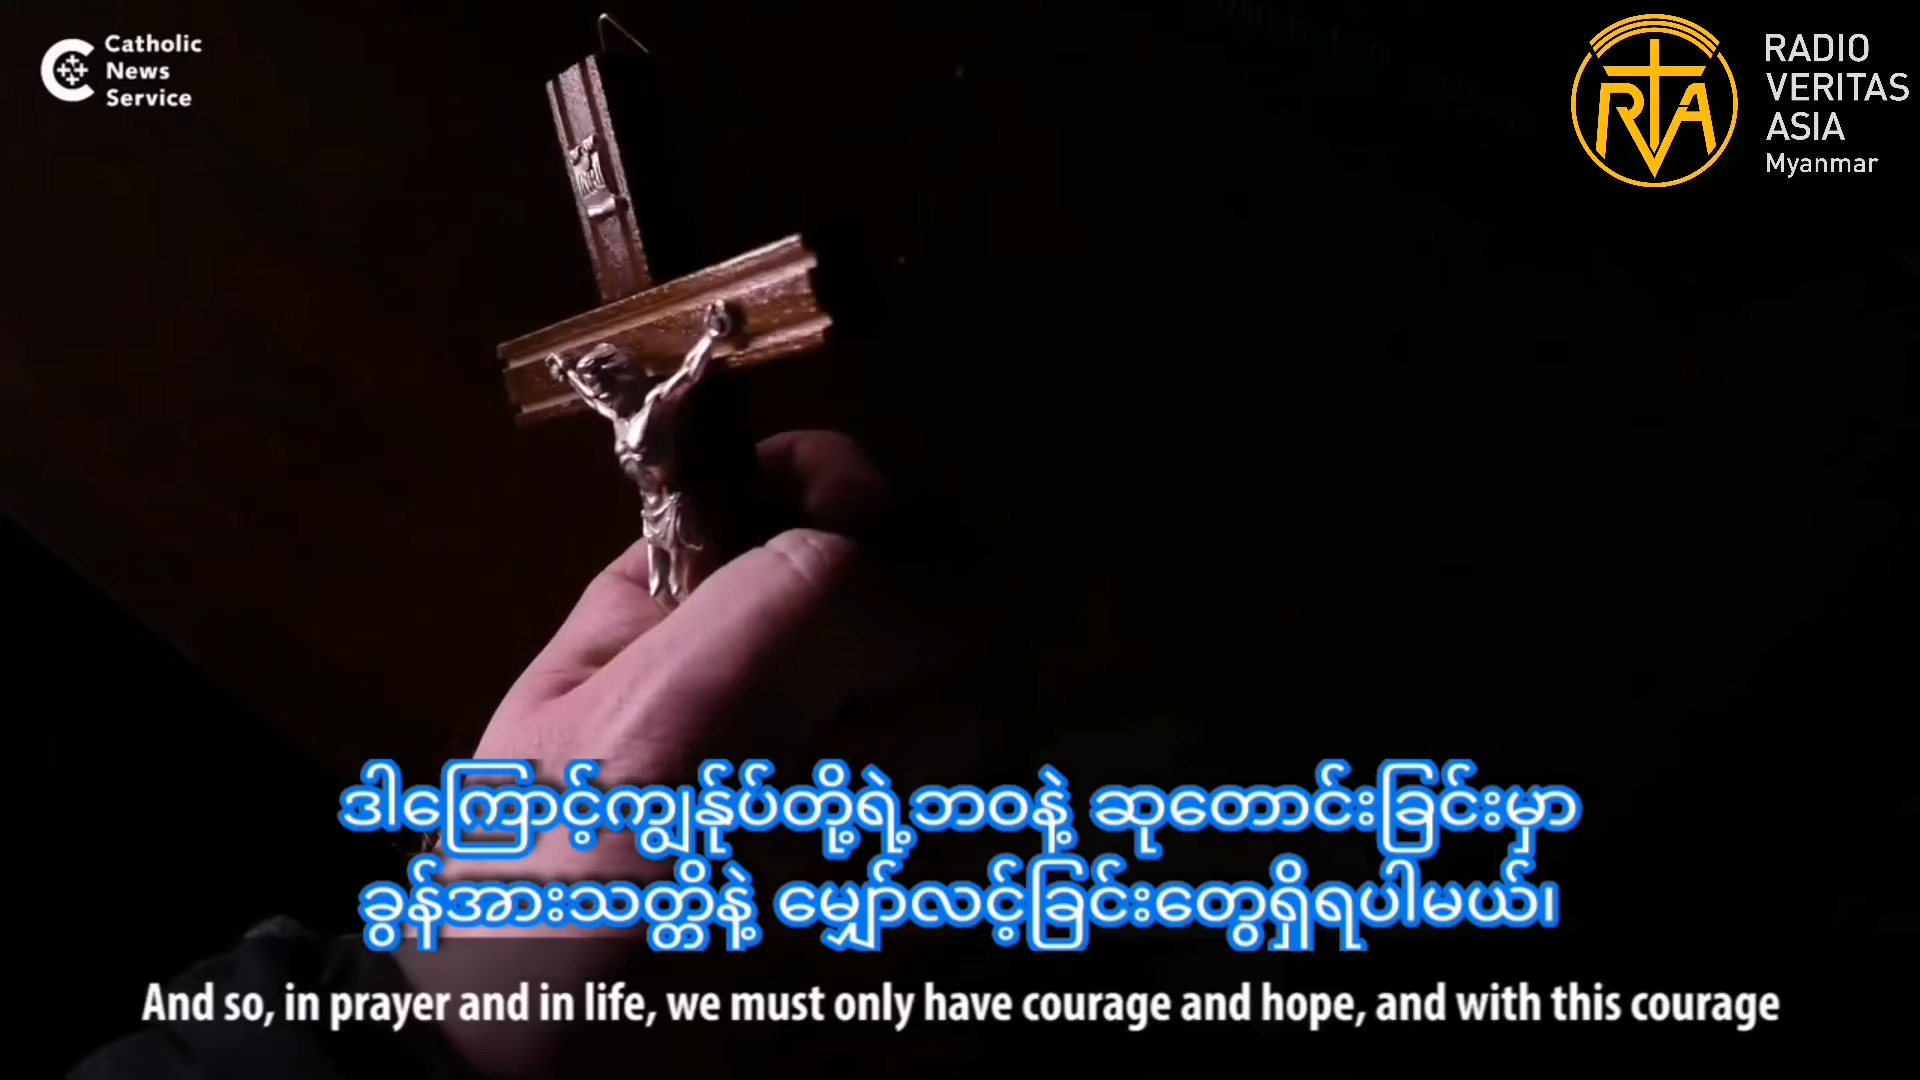 Catholic
News
Service
RADIO
VERITAS
ASIA
Myanmar
RVA
ဒါကြောင့်ကျွန်ုပ်တို့ရဲ့ဘဝနဲ့ ဆုတောင်းခြင်းမှာ
ခွန်အားသတ္တိနဲ့ မျှော်လင့်ခြင်းတွေရှိရပါမယ်၊
And so, in prayer and in life, we must only have courage and hope, and with this courage